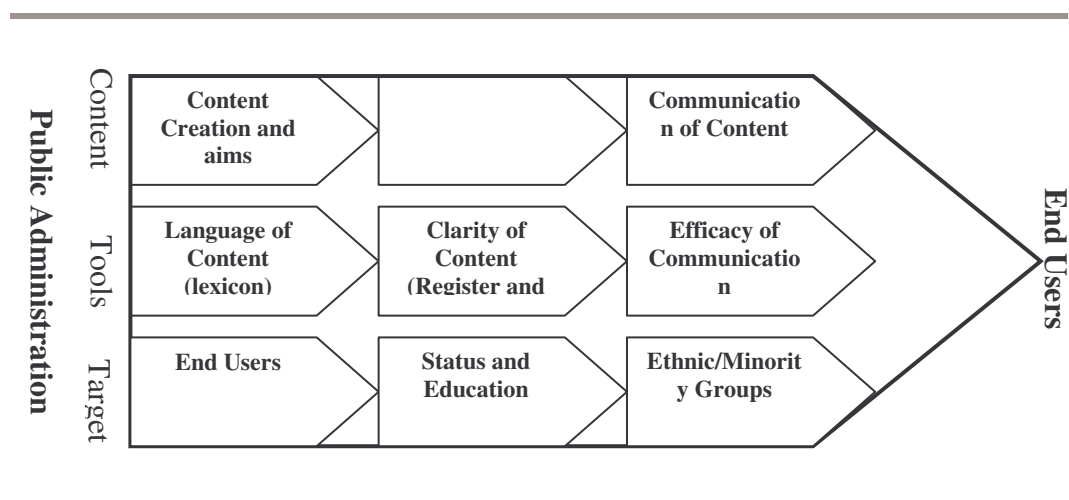 Public Administration
Content
Content
Creation and
aims
Communicatio
n of Content
Tools
Language of
Content
(lexicon)
Clarity of
Content
(Register and
Efficacy of
Communicatio
n
Target
End Users
Status and
Education
Ethnic/Minorit
y Groups
End Users